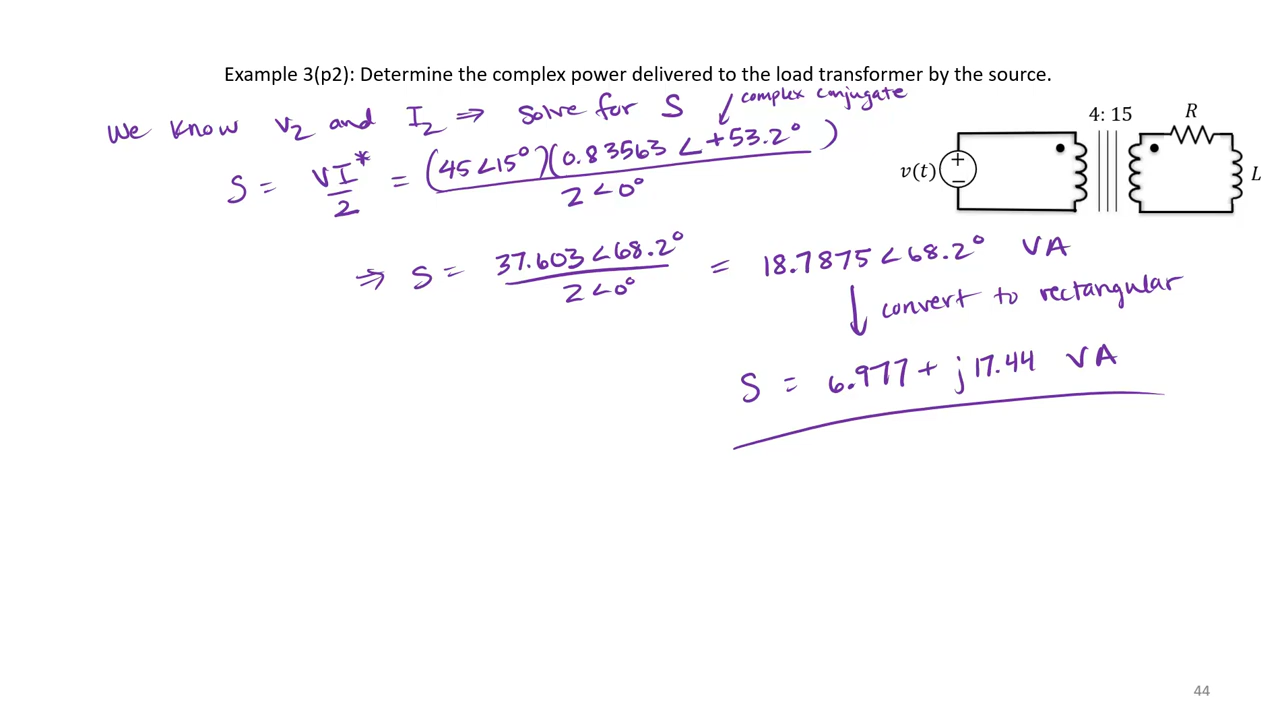 Example 3(p2): Determine the complex power delivered to the load transformer by the source.
complex conjugate
We know V2 and I2 ⇒ Solve for S
S = VI*/2 = (45∠15°)(0.83563∠+53.2°)/2∠0°
4: 15 R
v(t) + − L
⇒ S = 37.603∠68.2°/2∠0° = 18.7875∠68.2° VA
↓ convert to rectangular
S = 6.977 + j17.44 VA
44